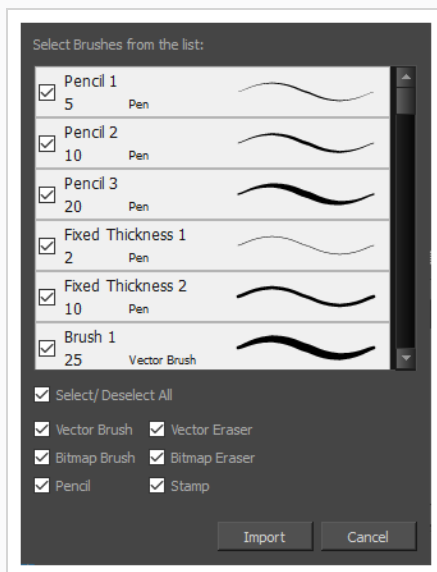 Select Brushes from the list:
Pencil 1
5 Pen
Pencil 2
10 Pen
Pencil 3
20 Pen
Fixed Thickness 1
2 Pen
Fixed Thickness 2
10 Pen
Brush 1
25 Vector Brush
Select/ Deselect All
Vector Brush Vector Eraser
Bitmap Brush Bitmap Eraser
Pencil Stamp
Import Cancel